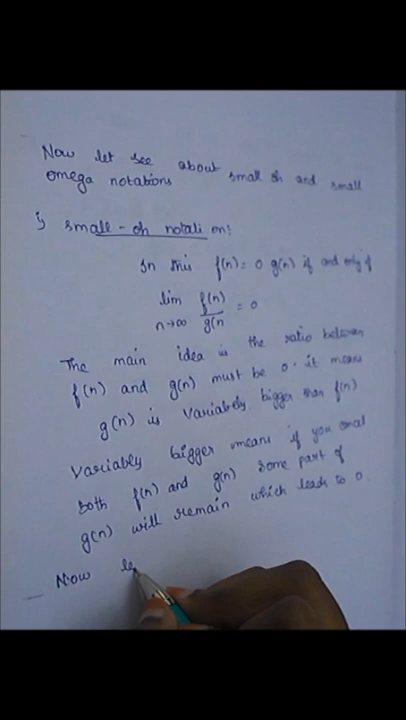 Now let see about small oh and small
omega notations
i) small - oh notation:
In this f(n) = o g(n) if and only if
lim f(n)
n→∞ g(n = 0
The main idea is the ratio between
f(n) and g(n) must be 0. it means
g(n) is variabely bigger than f(n)
variably bigger means if you
both f(n) and g(n) some part of
g(n) will remain which leads to 0.
Now le